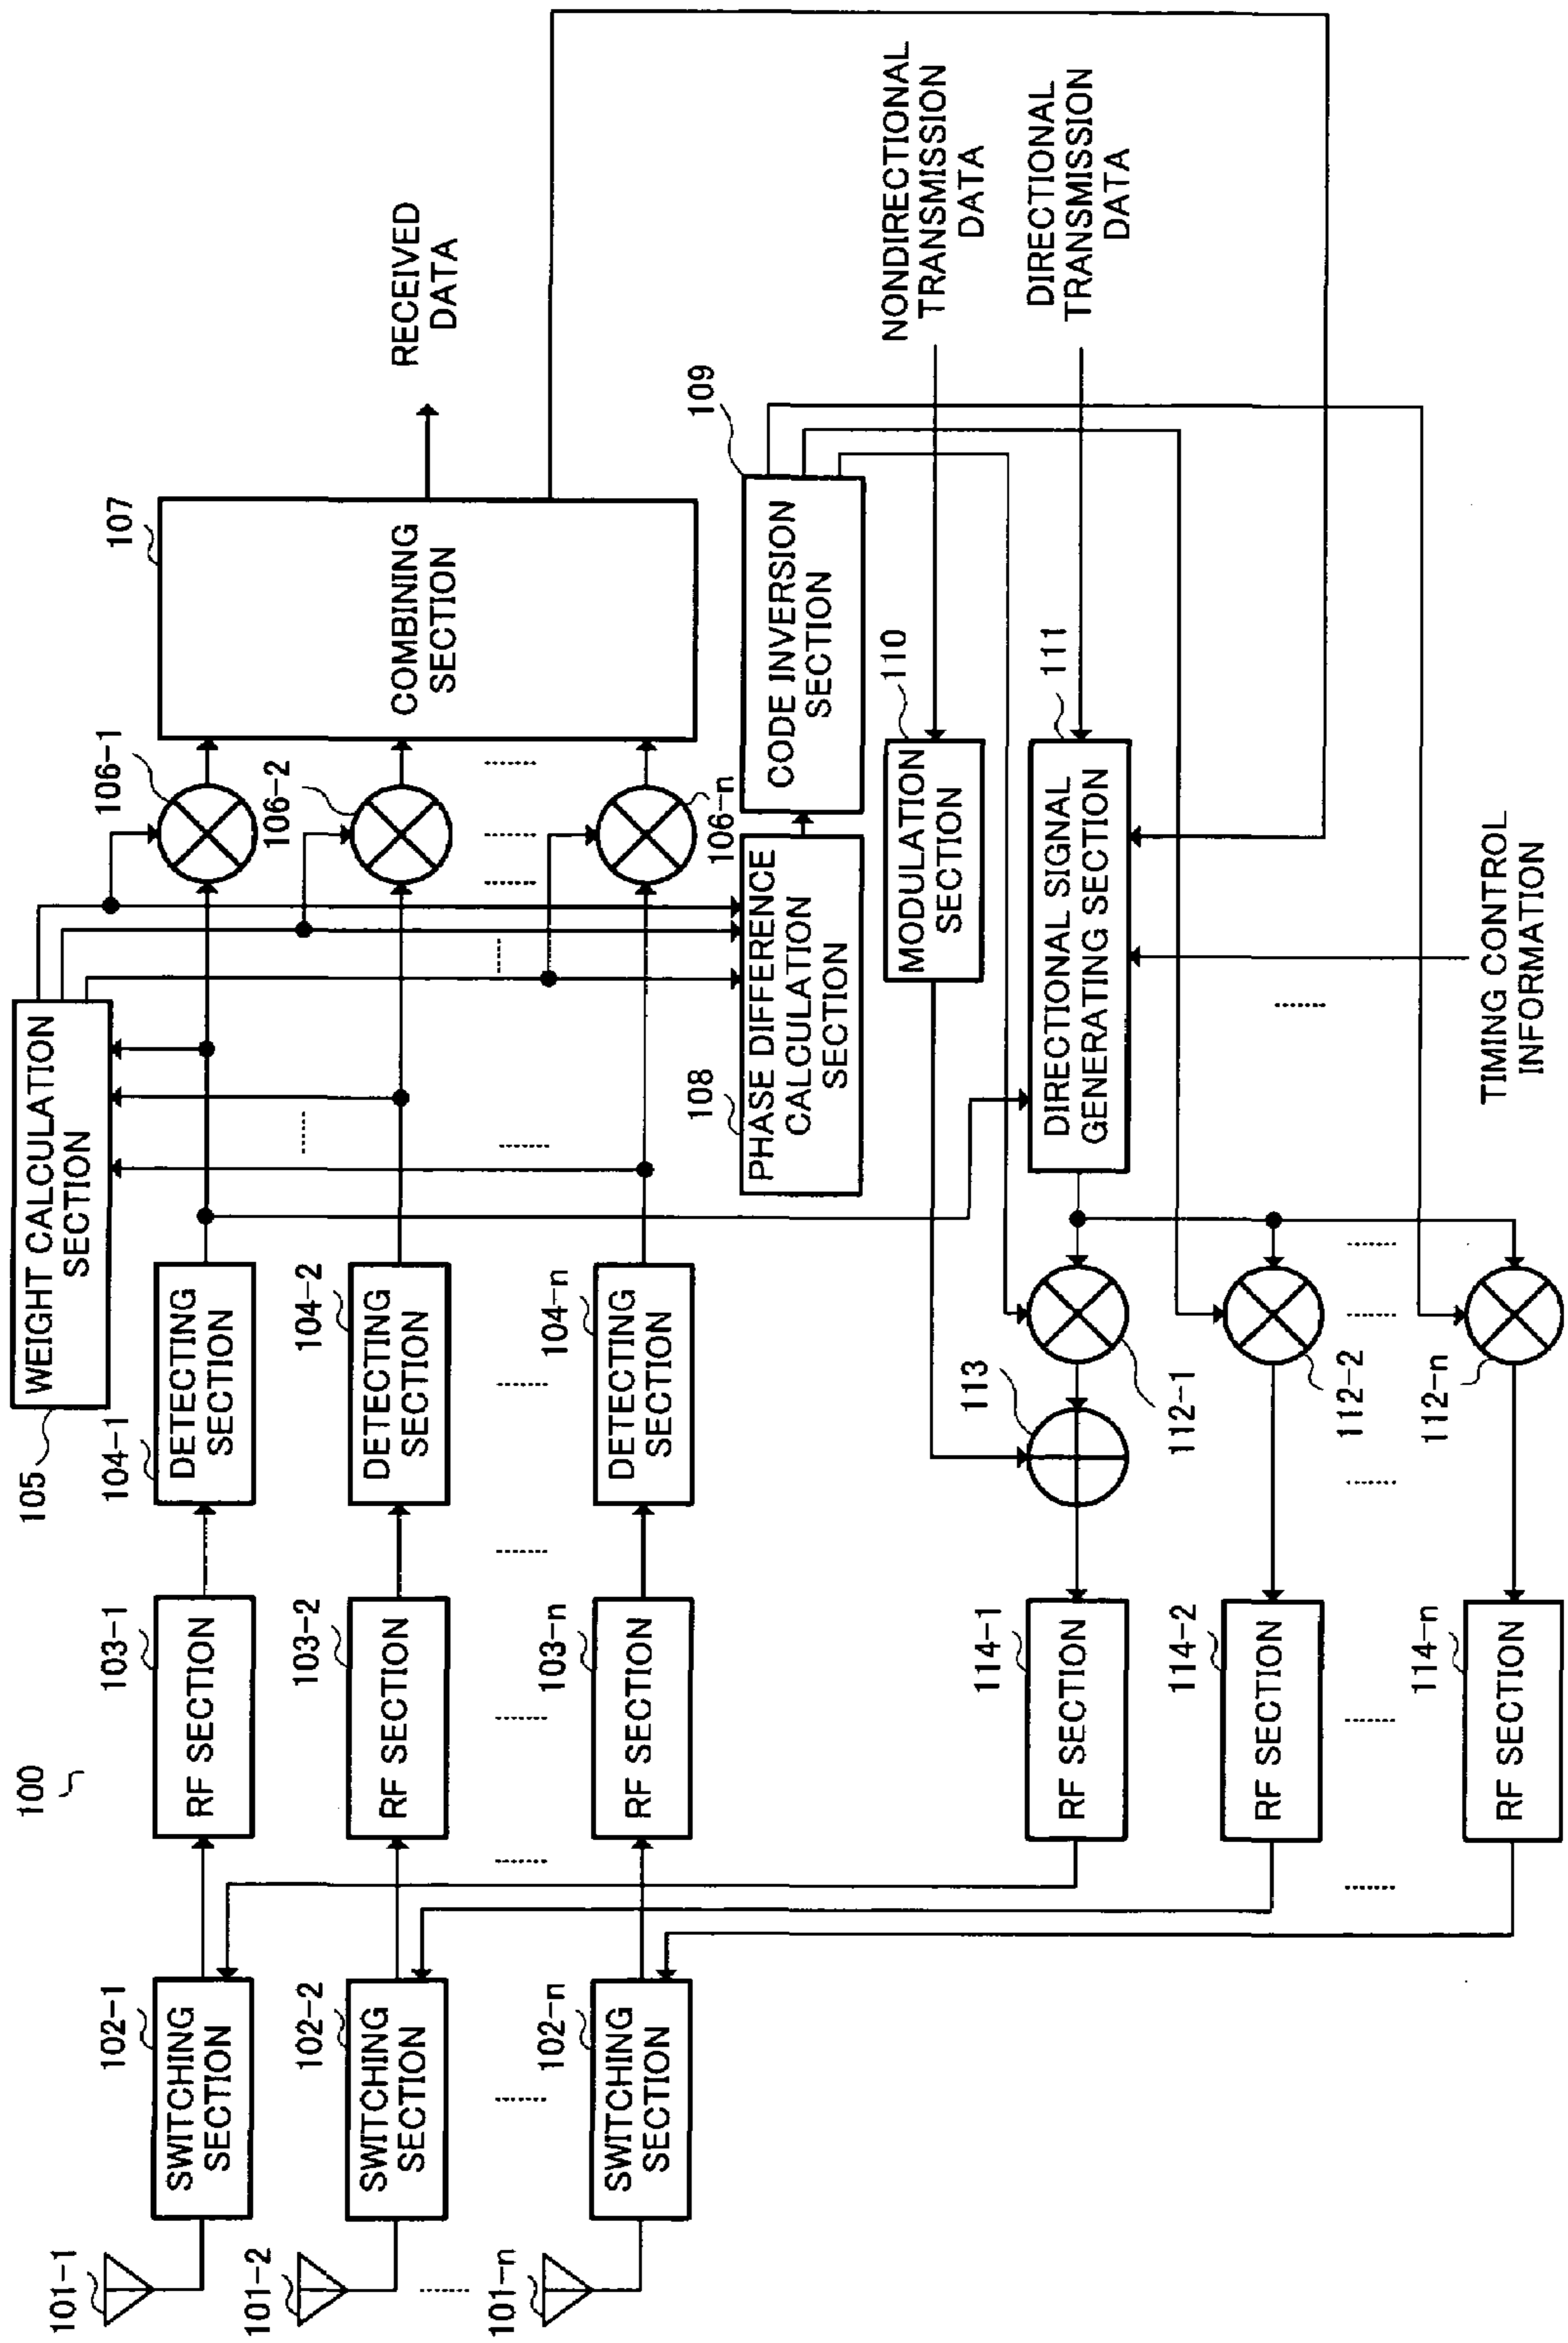 100
101-1
102-1
SWITCHING
SECTION
103-1
RF SECTION
104-1
DETECTING
SECTION
105
WEIGHT CALCULATION
SECTION
106-1
107
COMBINING
SECTION
RECEIVED
DATA
101-2
102-2
SWITCHING
SECTION
103-2
RF SECTION
104-2
DETECTING
SECTION
106-2
101-n
102-n
SWITCHING
SECTION
103-n
RF SECTION
104-n
DETECTING
SECTION
106-n
108
PHASE DIFFERENCE
CALCULATION
SECTION
109
CODE INVERSION
SECTION
110
MODULATION
SECTION
NONDIRECTIONAL
TRANSMISSION
DATA
111
DIRECTIONAL SIGNAL
GENERATING SECTION
DIRECTIONAL
TRANSMISSION
DATA
114-1
RF SECTION
113
112-1
114-2
RF SECTION
112-2
114-n
RF SECTION
112-n
TIMING CONTROL
INFORMATION